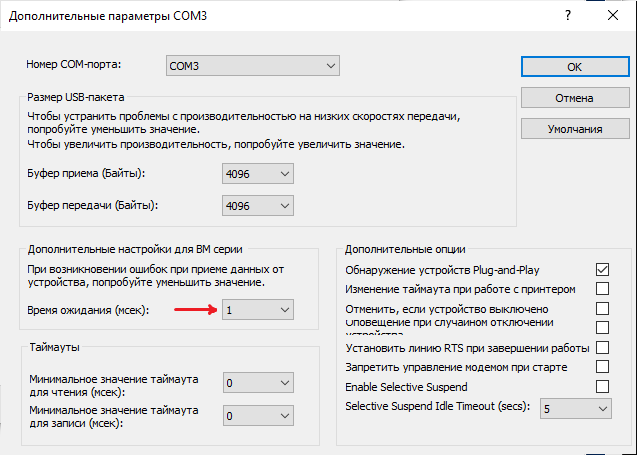 Дополнительные параметры COM3
Номер COM-порта:
COM3
OK
Отмена
Умолчания
Размер USB-пакета
Чтобы устранить проблемы с производительностью на низких скоростях передачи,
попробуйте уменьшить значение.
Чтобы увеличить производительность, попробуйте увеличить значение.
Буфер приема (Байты):
4096
Буфер передачи (Байты):
4096
Дополнительные настройки для BM серии
При возникновении ошибок при приеме данных от
устройства, попробуйте уменьшить значение.
Время ожидания (мсек):
1
Таймауты
Минимальное значение таймаута
для чтения (мсек):
0
Минимальное значение таймаута
для записи (мсек):
0
Дополнительные опции
Обнаружение устройств Plug-and-Play
Изменение таймаута при работе с принтером
Отменить, если устройство выключено
Оповещение при случайном отключении
устройства
Установить линию RTS при завершении работы
Запретить управление модемом при старте
Enable Selective Suspend
Selective Suspend Idle Timeout (secs):
5